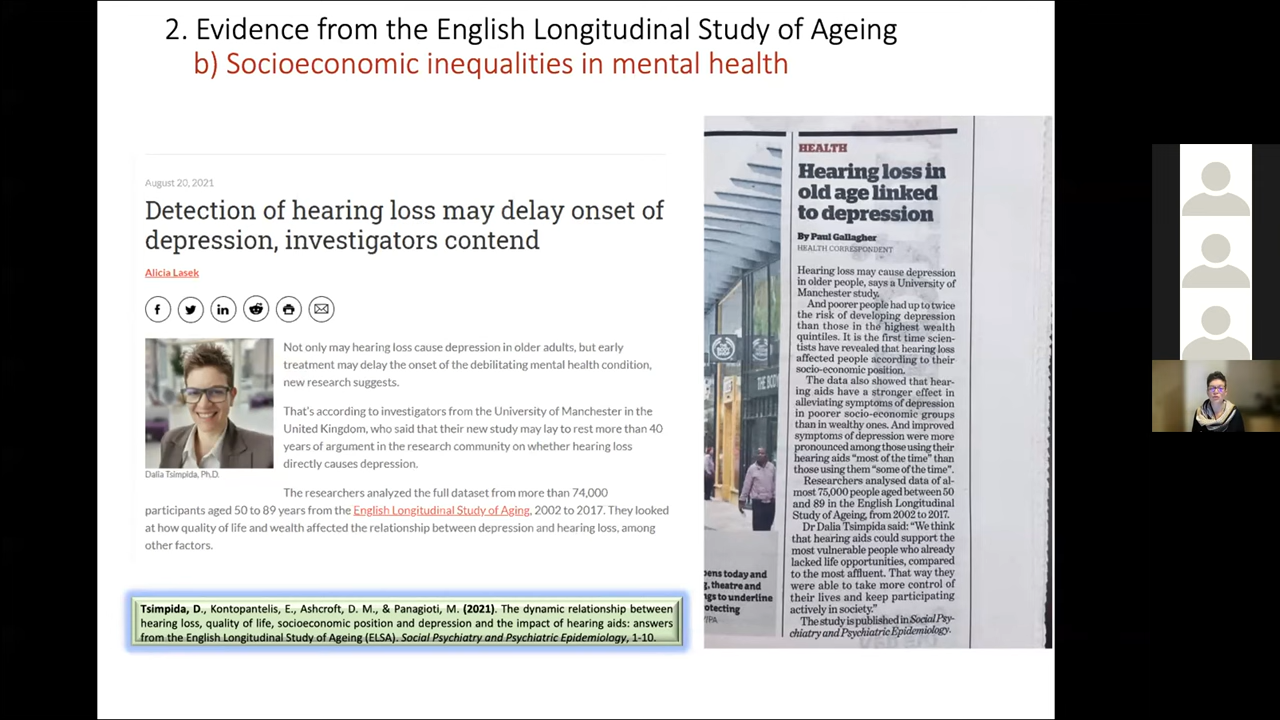 2. Evidence from the English Longitudinal Study of Ageing
b) Socioeconomic inequalities in mental health
August 20, 2021
Detection of hearing loss may delay onset of
depression, investigators contend
Alicia Lasek
Not only may hearing loss cause depression in older adults, but early
treatment may delay the onset of the debilitating mental health condition,
new research suggests.
That's according to investigators from the University of Manchester in the
United Kingdom, who said that their new study may lay to rest more than 40
years of argument in the research community on whether hearing loss
directly causes depression.
Dalia Tsimpida, Ph.D.
The researchers analyzed the full dataset from more than 74,000
participants aged 50 to 89 years from the English Longitudinal Study of Aging, 2002 to 2017. They looked
at how quality of life and wealth affected the relationship between depression and hearing loss, among
other factors.
Tsimpida, D., Kontopantelis, E., Ashcroft, D. M., & Panagioti, M. (2021). The dynamic relationship between
hearing loss, quality of life, socioeconomic position and depression and the impact of hearing aids: answers
from the English Longitudinal Study of Ageing (ELSA). Social Psychiatry and Psychiatric Epidemiology, 1-10.
HEALTH
Hearing loss in
old age linked
to depression
By Paul Gallagher
HEALTH CORRESPONDENT
Hearing loss may cause depression
in older people, says a University of
Manchester study.
And poorer people had up to twice
the risk of developing depression
than those in the highest wealth
quintiles. It is the first time scien-
tists have revealed that hearing loss
affected people according to their
socio-economic position.
The data also showed that hear-
ing aids have a stronger effect in
alleviating symptoms of depression
in poorer socio-economic groups
than in wealthy ones. And improved
symptoms of depression were more
pronounced among those using their
hearing aids "most of the time" than
those using them "some of the time".
Researchers analysed data of al-
most 75,000 people aged between 50
and 89 in the English Longitudinal
Study of Ageing, from 2002 to 2017.
Dr Dalia Tsimpida said: "We think
that hearing aids could support the
most vulnerable people who already
lacked life opportunities, compared
to the most affluent. That way they
were able to take more control of
their lives and keep participating
actively in society."
The study is published in Social Psy-
chiatry and Psychiatric Epidemiology.
THE BODY
pens today and
g, theatre and
ngs to underline
otecting
/PA